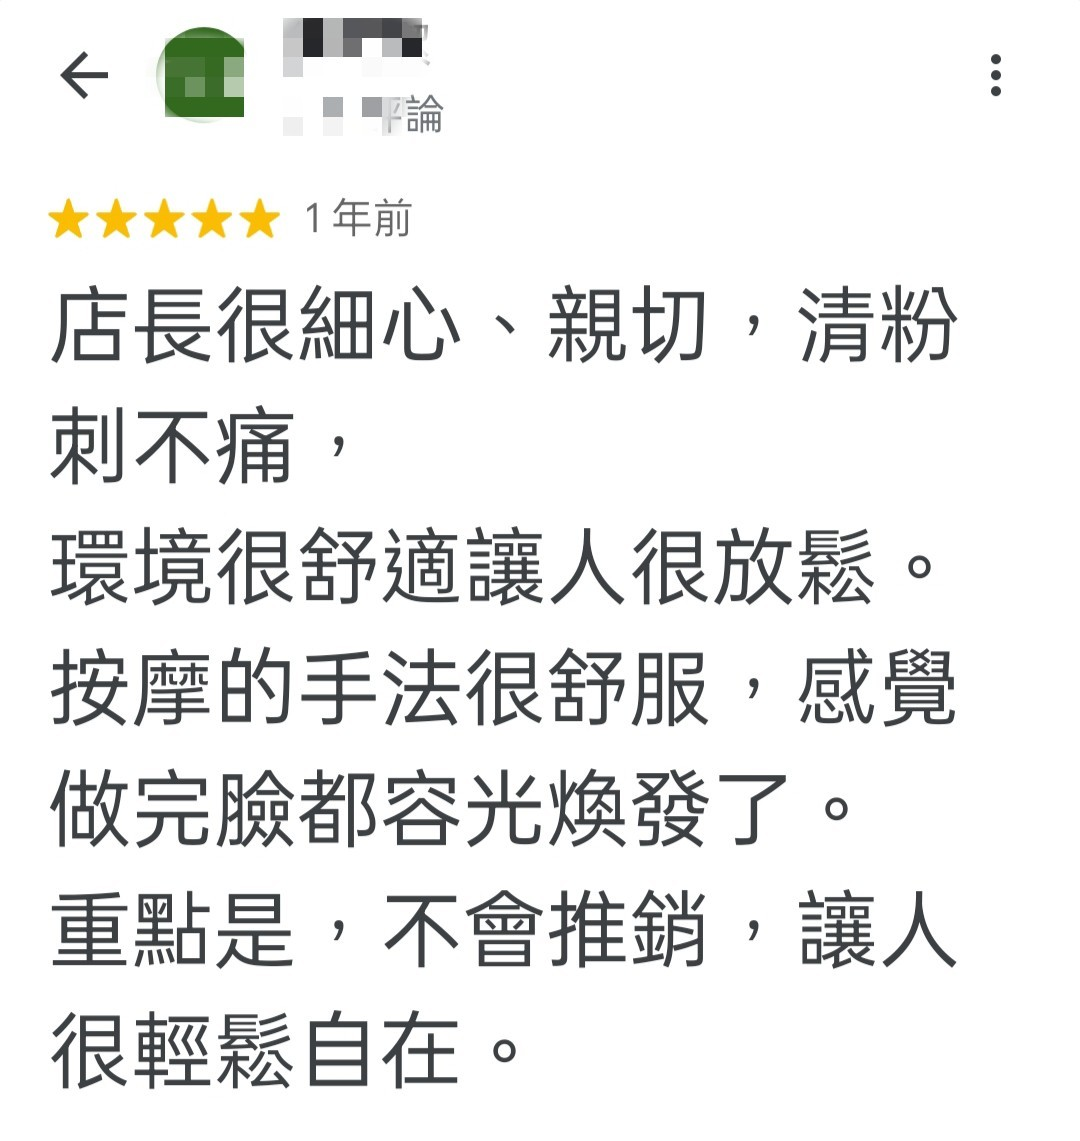 評論
1 年前
店長很細心、親切，清粉
刺不痛，
環境很舒適讓人很放鬆。
按摩的手法很舒服，感覺
做完臉都容光煥發了。
重點是，不會推銷，讓人
很輕鬆自在。